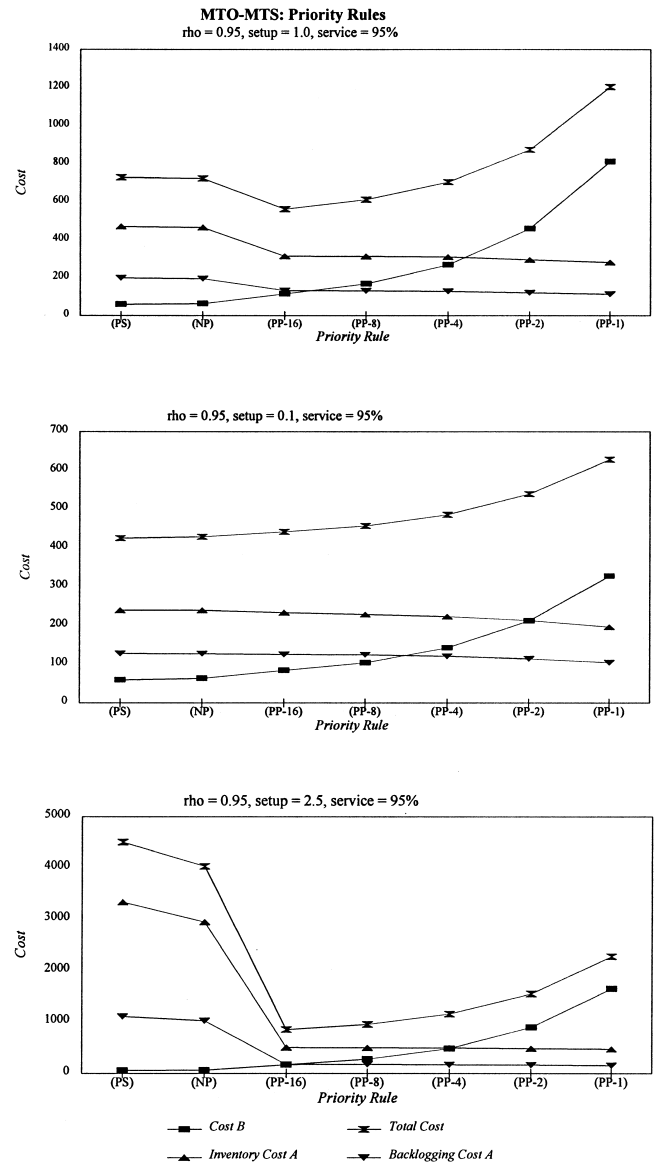 MTO-MTS: Priority Rules
rho = 0.95, setup = 1.0, service = 95%
1400
1200
1000
800
600
400
200
0
Cost
(PS) (NP) (PP-16) (PP-8) (PP-4) (PP-2) (PP-1)
Priority Rule
rho = 0.95, setup = 0.1, service = 95%
700
600
500
400
300
200
100
0
Cost
(PS) (NP) (PP-16) (PP-8) (PP-4) (PP-2) (PP-1)
Priority Rule
rho = 0.95, setup = 2.5, service = 95%
5000
4000
3000
2000
1000
0
Cost
(PS) (NP) (PP-16) (PP-8) (PP-4) (PP-2) (PP-1)
Priority Rule
Cost B Total Cost
Inventory Cost A Backlogging Cost A